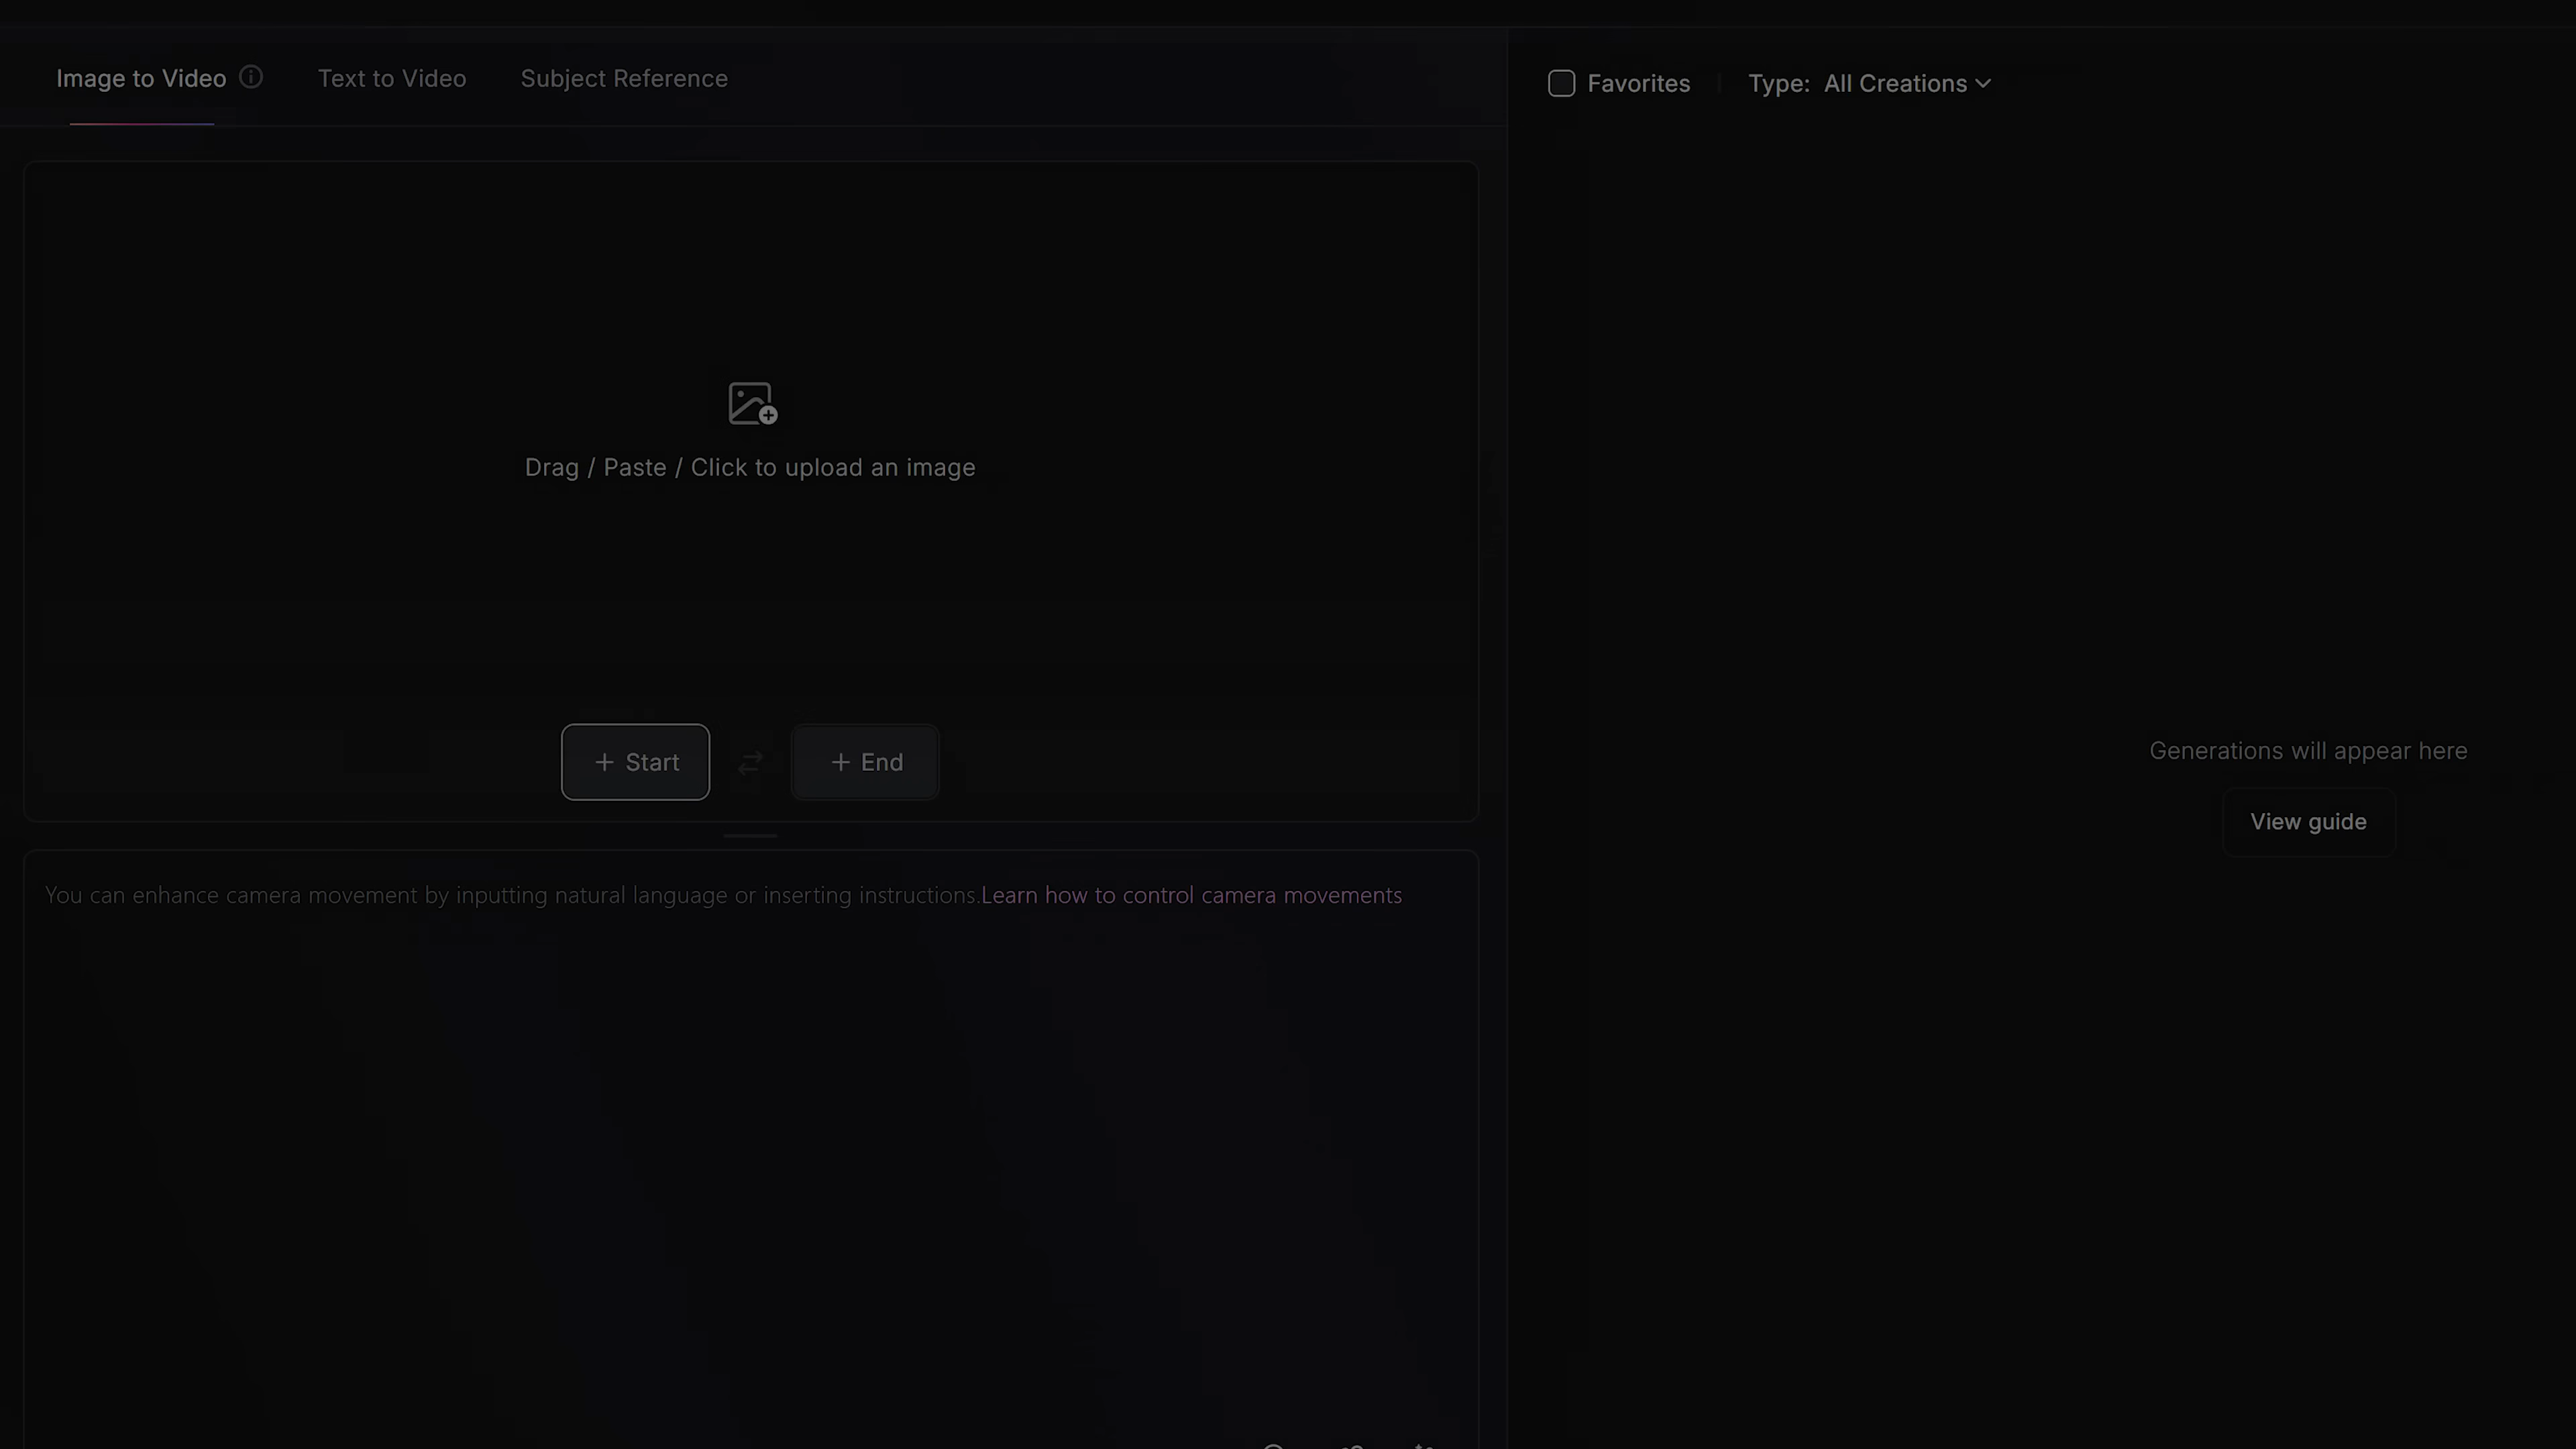 Image to Video
Text to Video
Subject Reference
Favorites
Type: All Creations
Drag / Paste / Click to upload an image
+ Start
+ End
Generations will appear here
View guide
You can enhance camera movement by inputting natural language or inserting instructions.Learn how to control camera movements